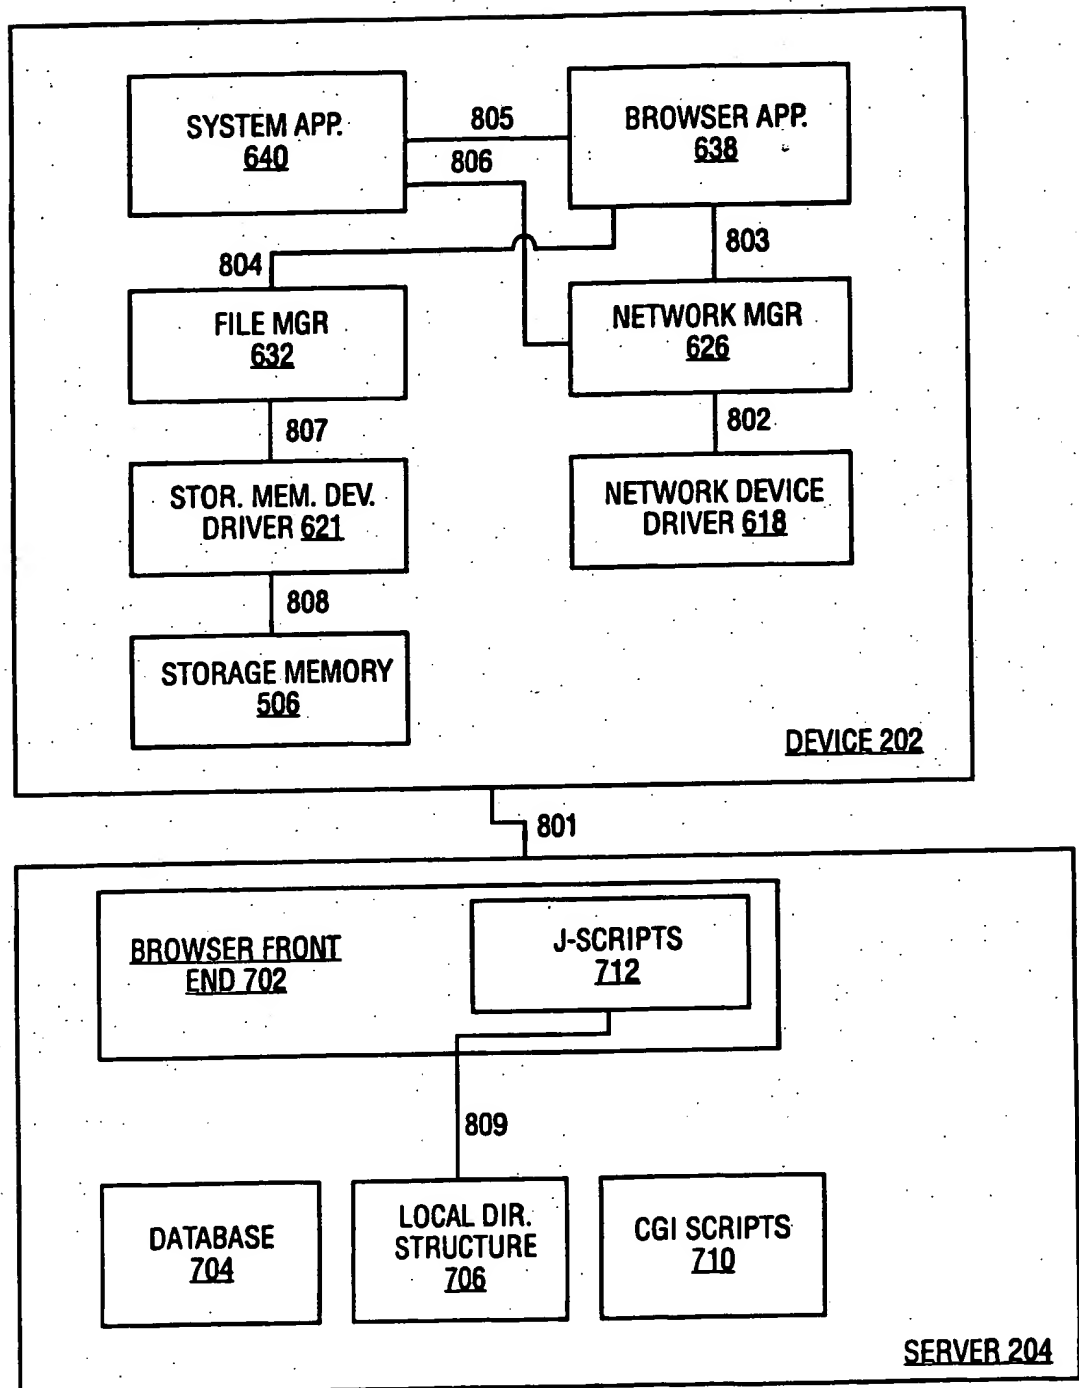 SYSTEM APP.
640
805
806
BROWSER APP.
638
804
803
FILE MGR
632
NETWORK MGR
626
807
802
STOR. MEM. DEV.
DRIVER 621
NETWORK DEVICE
DRIVER 618
808
STORAGE MEMORY
506
DEVICE 202
801
BROWSER FRONT
END 702
J-SCRIPTS
712
809
DATABASE
704
LOCAL DIR.
STRUCTURE
706
CGI SCRIPTS
710
SERVER 204